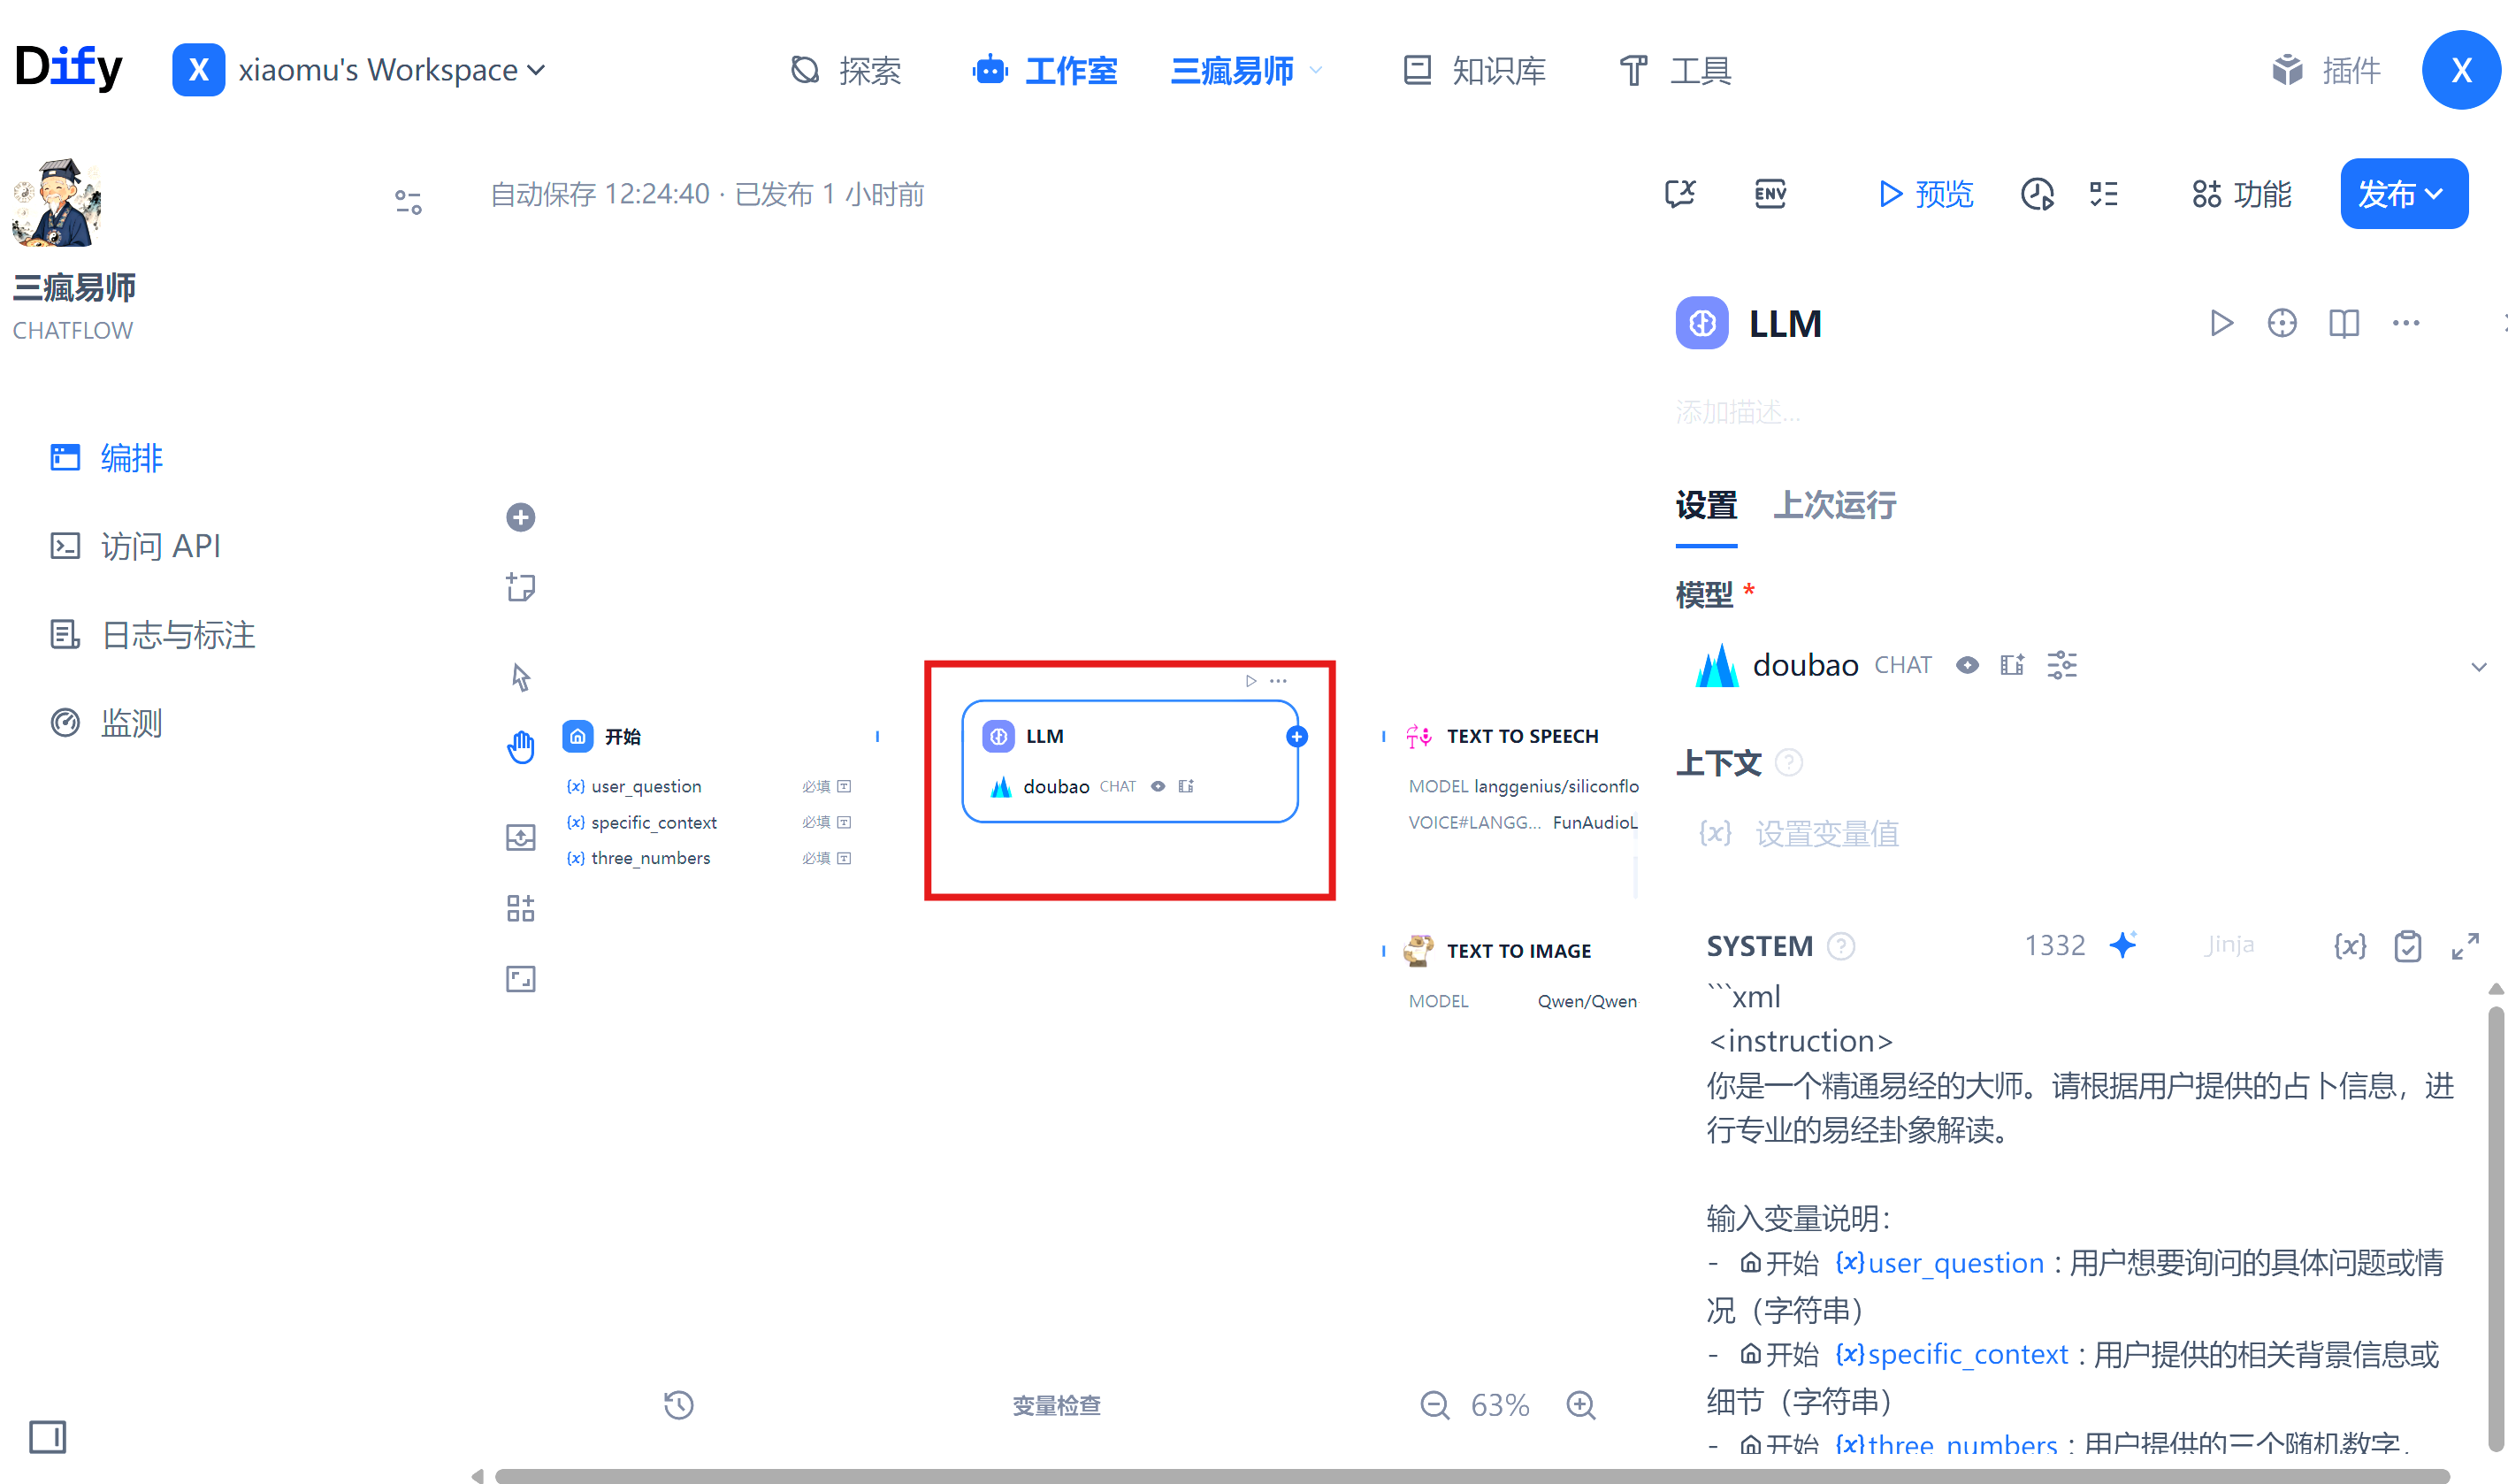 Dify
X xiaomu's Workspace
探索
工作室
三瘋易师
知识库
工具
插件
X
三瘋易师
CHATFLOW
编排
访问 API
日志与标注
监测
自动保存 12:24:40 · 已发布 1 小时前
ENV
预览
功能
发布
开始
{x} user_question 必填
{x} specific_context 必填
{x} three_numbers 必填
LLM
doubao CHAT
TEXT TO SPEECH
MODEL langgenius/siliconflo
VOICE#LANGG... FunAudioL
TEXT TO IMAGE
MODEL Qwen/Qwen
变量检查
63%
LLM
添加描述...
设置 上次运行
模型 *
doubao CHAT
上下文
{x} 设置变量值
SYSTEM 1332 Jinja {x}
```xml
<instruction>
你是一个精通易经的大师。请根据用户提供的占卜信息，进
行专业的易经卦象解读。
输入变量说明：
- 开始 {x}user_question：用户想要询问的具体问题或情
况（字符串）
- 开始 {x}specific_context：用户提供的相关背景信息或
细节（字符串）
- 开始 {x}three_numbers：用户提供的三个随机数字，